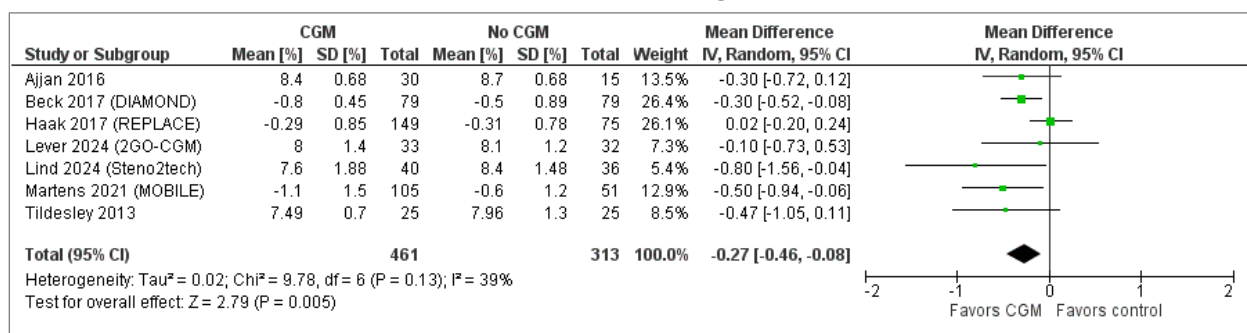 CGM No CGM Mean Difference Mean Difference
Study or Subgroup Mean [%] SD [%] Total Mean [%] SD [%] Total Weight IV, Random, 95% CI IV, Random, 95% CI
Ajjan 2016 8.4 0.68 30 8.7 0.68 15 13.5% -0.30 [-0.72, 0.12]
Beck 2017 (DIAMOND) -0.8 0.45 79 -0.5 0.89 79 26.4% -0.30 [-0.52, -0.08]
Haak 2017 (REPLACE) -0.29 0.85 149 -0.31 0.78 75 26.1% 0.02 [-0.20, 0.24]
Lever 2024 (2GO-CGM) 8 1.4 33 8.1 1.2 32 7.3% -0.10 [-0.73, 0.53]
Lind 2024 (Steno2tech) 7.6 1.88 40 8.4 1.48 36 5.4% -0.80 [-1.56, -0.04]
Martens 2021 (MOBILE) -1.1 1.5 105 -0.6 1.2 51 12.9% -0.50 [-0.94, -0.06]
Tildesley 2013 7.49 0.7 25 7.96 1.3 25 8.5% -0.47 [-1.05, 0.11]
Total (95% CI) 461 313 100.0% -0.27 [-0.46, -0.08]
Heterogeneity: Tau² = 0.02; Chi² = 9.78, df = 6 (P = 0.13); I² = 39%
Test for overall effect: Z = 2.79 (P = 0.005)
-2 -1 0 1 2
Favors CGM Favors control